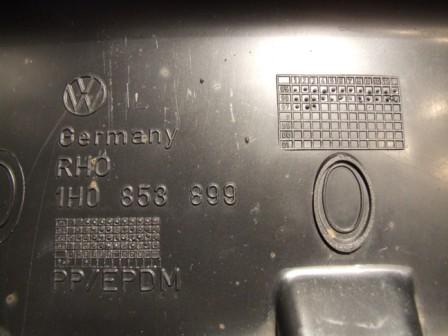 VW
Germany
RHO
1H0 853 899
PP/EPDM